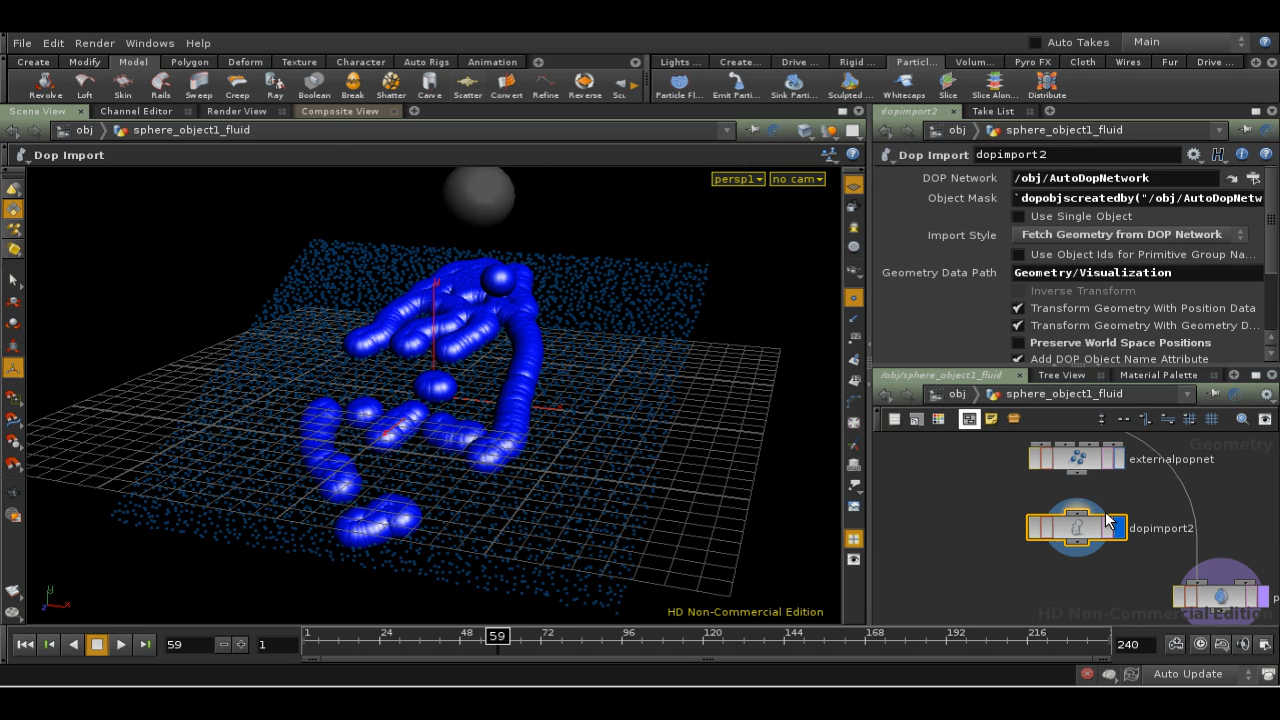 File Edit Render Windows Help Auto Takes Main
Create Modify Model Polygon Deform Texture Character Auto Rigs Animation Lights ... Create... Drive ... Rigid ... Particl... Volum... Pyro FX Cloth Wires Fur Drive ...
Revolve Loft Skin Rails Sweep Creep Ray Boolean Break Shatter Carve Scatter Convert Refine Reverse Scu Particle Fl... Emit Parti... Sink Parti... Sculpted ... Whitecaps Slice Slice Alon... Distribute
Scene View Channel Editor Render View Composite View dopimport2 Take List
obj sphere_object1_fluid obj sphere_object1_fluid
Dop Import Dop Import dopimport2
persp1 no cam
DOP Network /obj/AutoDopNetwork
Object Mask `dopobjscreatedby("/obj/AutoDopNetw
Use Single Object
Import Style Fetch Geometry from DOP Network
Use Object Ids for Primitive Group Na...
Geometry Data Path Geometry/Visualization
Inverse Transform
Transform Geometry With Position Data
Transform Geometry With Geometry D...
Preserve World Space Positions
Add DOP Object Name Attribute
/obj/sphere_object1_fluid Tree View Material Palette
obj sphere_object1_fluid
Geometry
externalpopnet
dopimport2
p
y
z x
HD Non-Commercial Edition HD Non-Commercial Edition
59 1 1 24 48 59 72 96 120 144 168 192 216 240
Auto Update